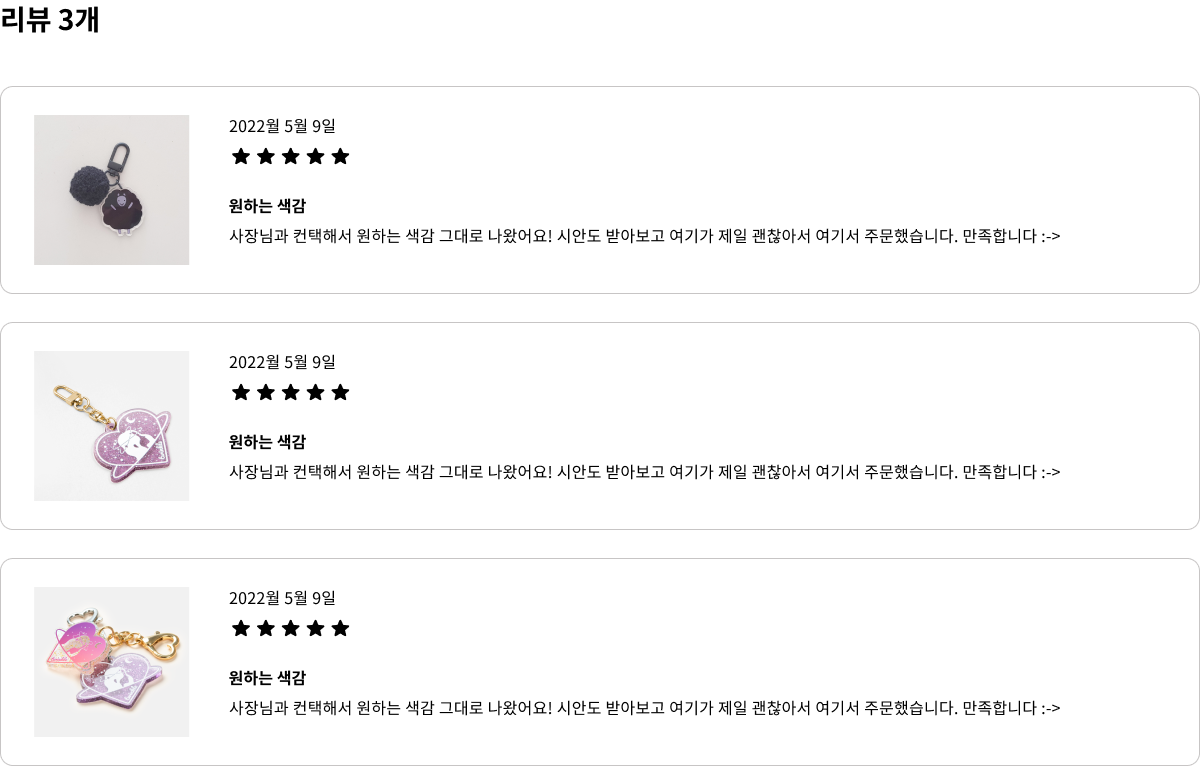 리뷰 3개
2022월 5월 9일
원하는 색감
사장님과 컨택해서 원하는 색감 그대로 나왔어요! 시안도 받아보고 여기가 제일 괜찮아서 여기서 주문했습니다. 만족합니다 :->
2022월 5월 9일
원하는 색감
사장님과 컨택해서 원하는 색감 그대로 나왔어요! 시안도 받아보고 여기가 제일 괜찮아서 여기서 주문했습니다. 만족합니다 :->
2022월 5월 9일
원하는 색감
사장님과 컨택해서 원하는 색감 그대로 나왔어요! 시안도 받아보고 여기가 제일 괜찮아서 여기서 주문했습니다. 만족합니다 :->